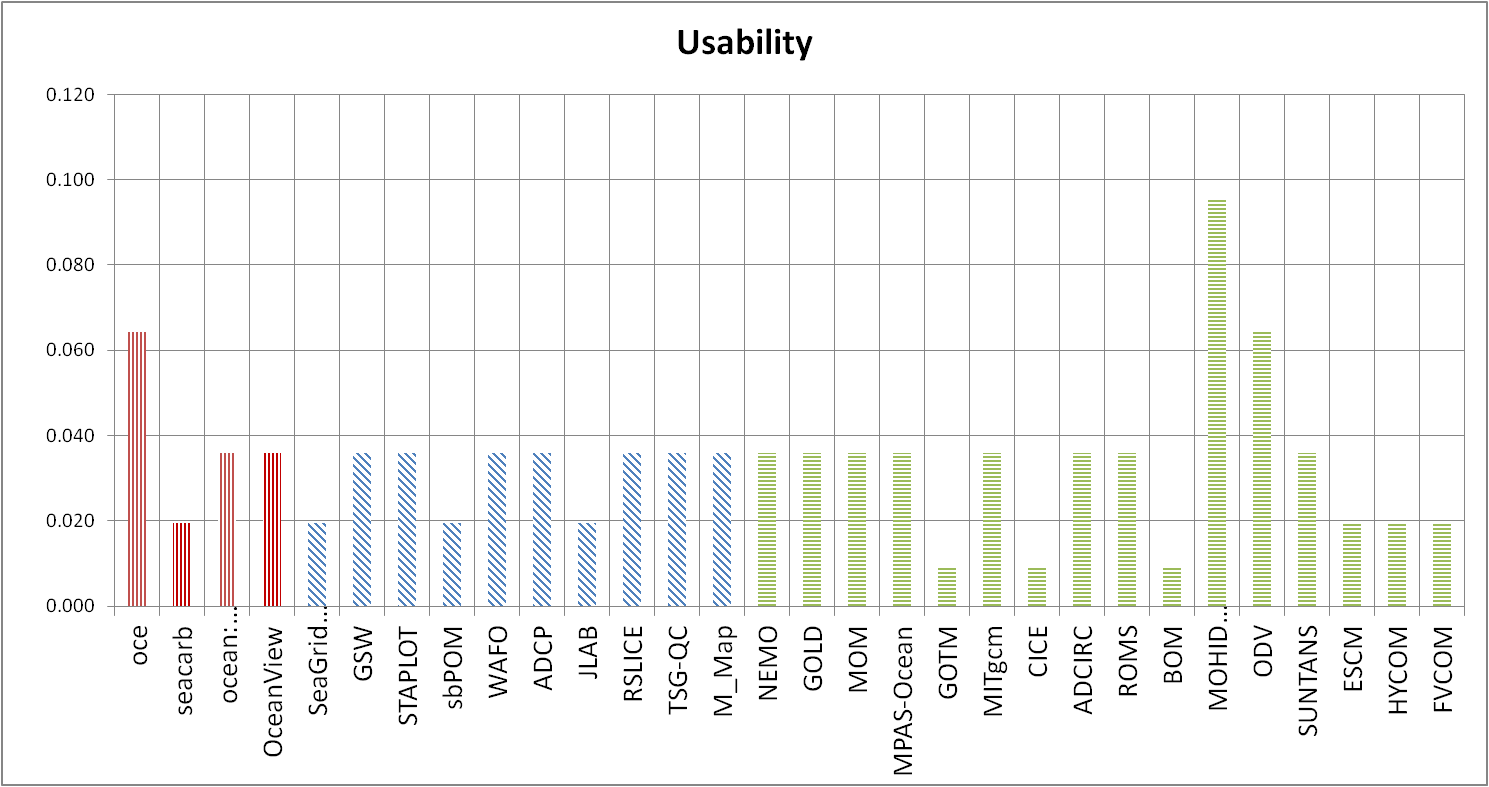 Usability
0.120
0.100
0.080
0.060
0.040
0.020
0.000
oce
seacarb
ocean:...
OceanView
SeaGrid...
GSW
STAPLOT
sbPOM
WAFO
ADCP
JLAB
RSLICE
TSG-QC
M_Map
NEMO
GOLD
MOM
MPAS-Ocean
GOTM
MITgcm
CICE
ADCIRC
ROMS
BOM
MOHID...
ODV
SUNTANS
ESCM
HYCOM
FVCOM